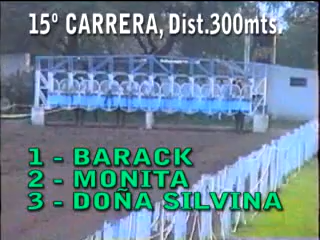 15º CARRERA, Dist.300mts.
1 - BARACK
2 - MONITA
3 - DOÑA SILVINA